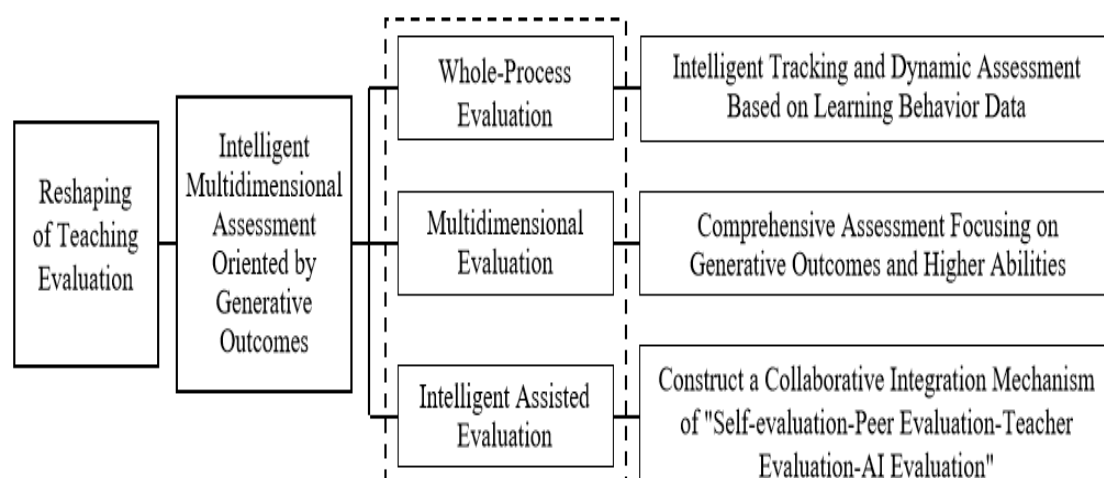 Reshaping
of Teaching
Evaluation
Intelligent
Multidimensional
Assessment
Oriented by
Generative
Outcomes
Whole-Process
Evaluation
Intelligent Tracking and Dynamic Assessment
Based on Learning Behavior Data
Multidimensional
Evaluation
Comprehensive Assessment Focusing on
Generative Outcomes and Higher Abilities
Intelligent Assisted
Evaluation
Construct a Collaborative Integration Mechanism
of "Self-evaluation-Peer Evaluation-Teacher
Evaluation-AI Evaluation"